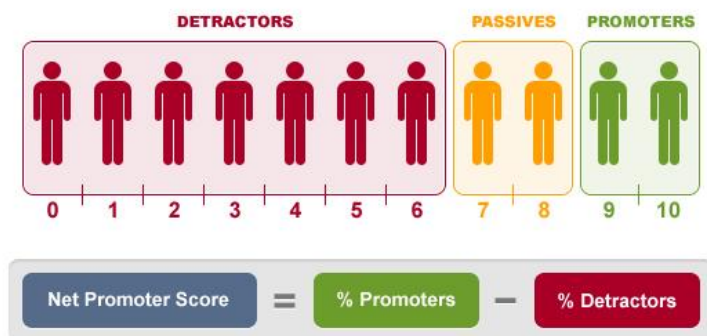 DETRACTORS PASSIVES PROMOTERS
0 1 2 3 4 5 6 7 8 9 10
Net Promoter Score = % Promoters − % Detractors